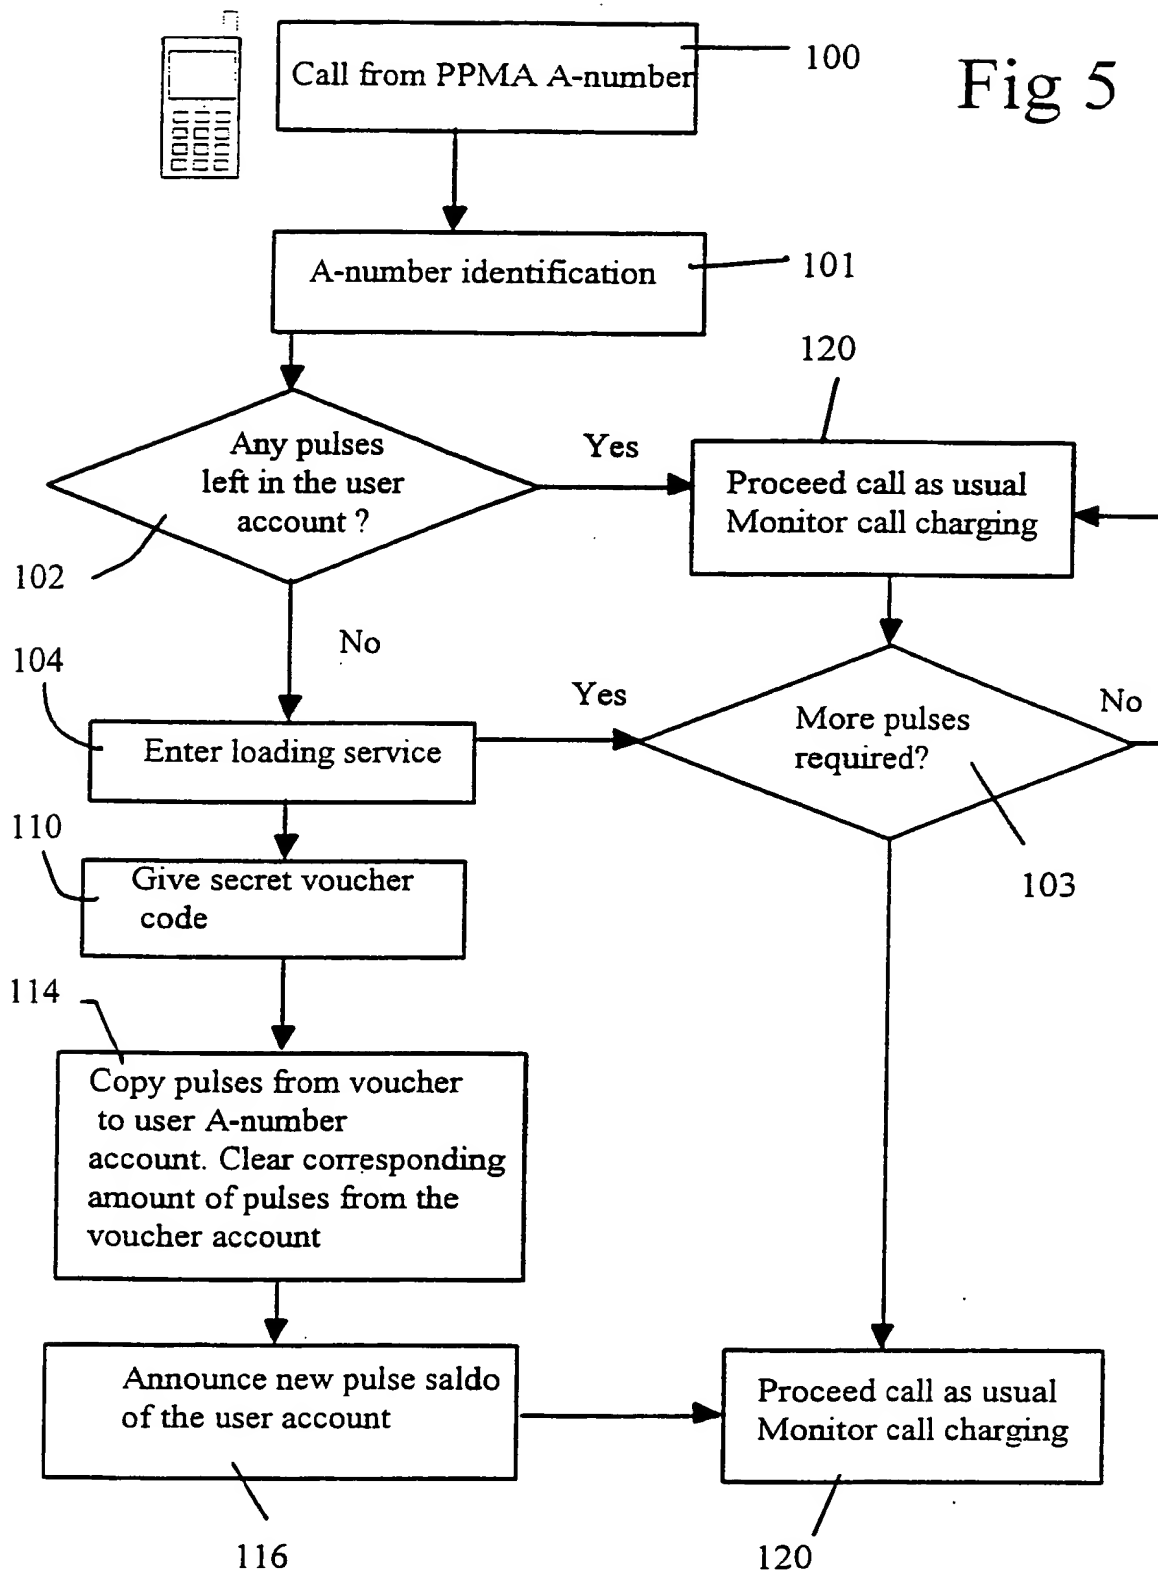 Fig 5
Call from PPMA A-number
100
A-number identification
101
120
Any pulses
left in the user
account ?
Yes
Proceed call as usual
Monitor call charging
102
No
104
Enter loading service
Yes
More pulses
required?
No
103
110
Give secret voucher
code
114
Copy pulses from voucher
to user A-number
account. Clear corresponding
amount of pulses from the
voucher account
Announce new pulse saldo
of the user account
Proceed call as usual
Monitor call charging
116
120